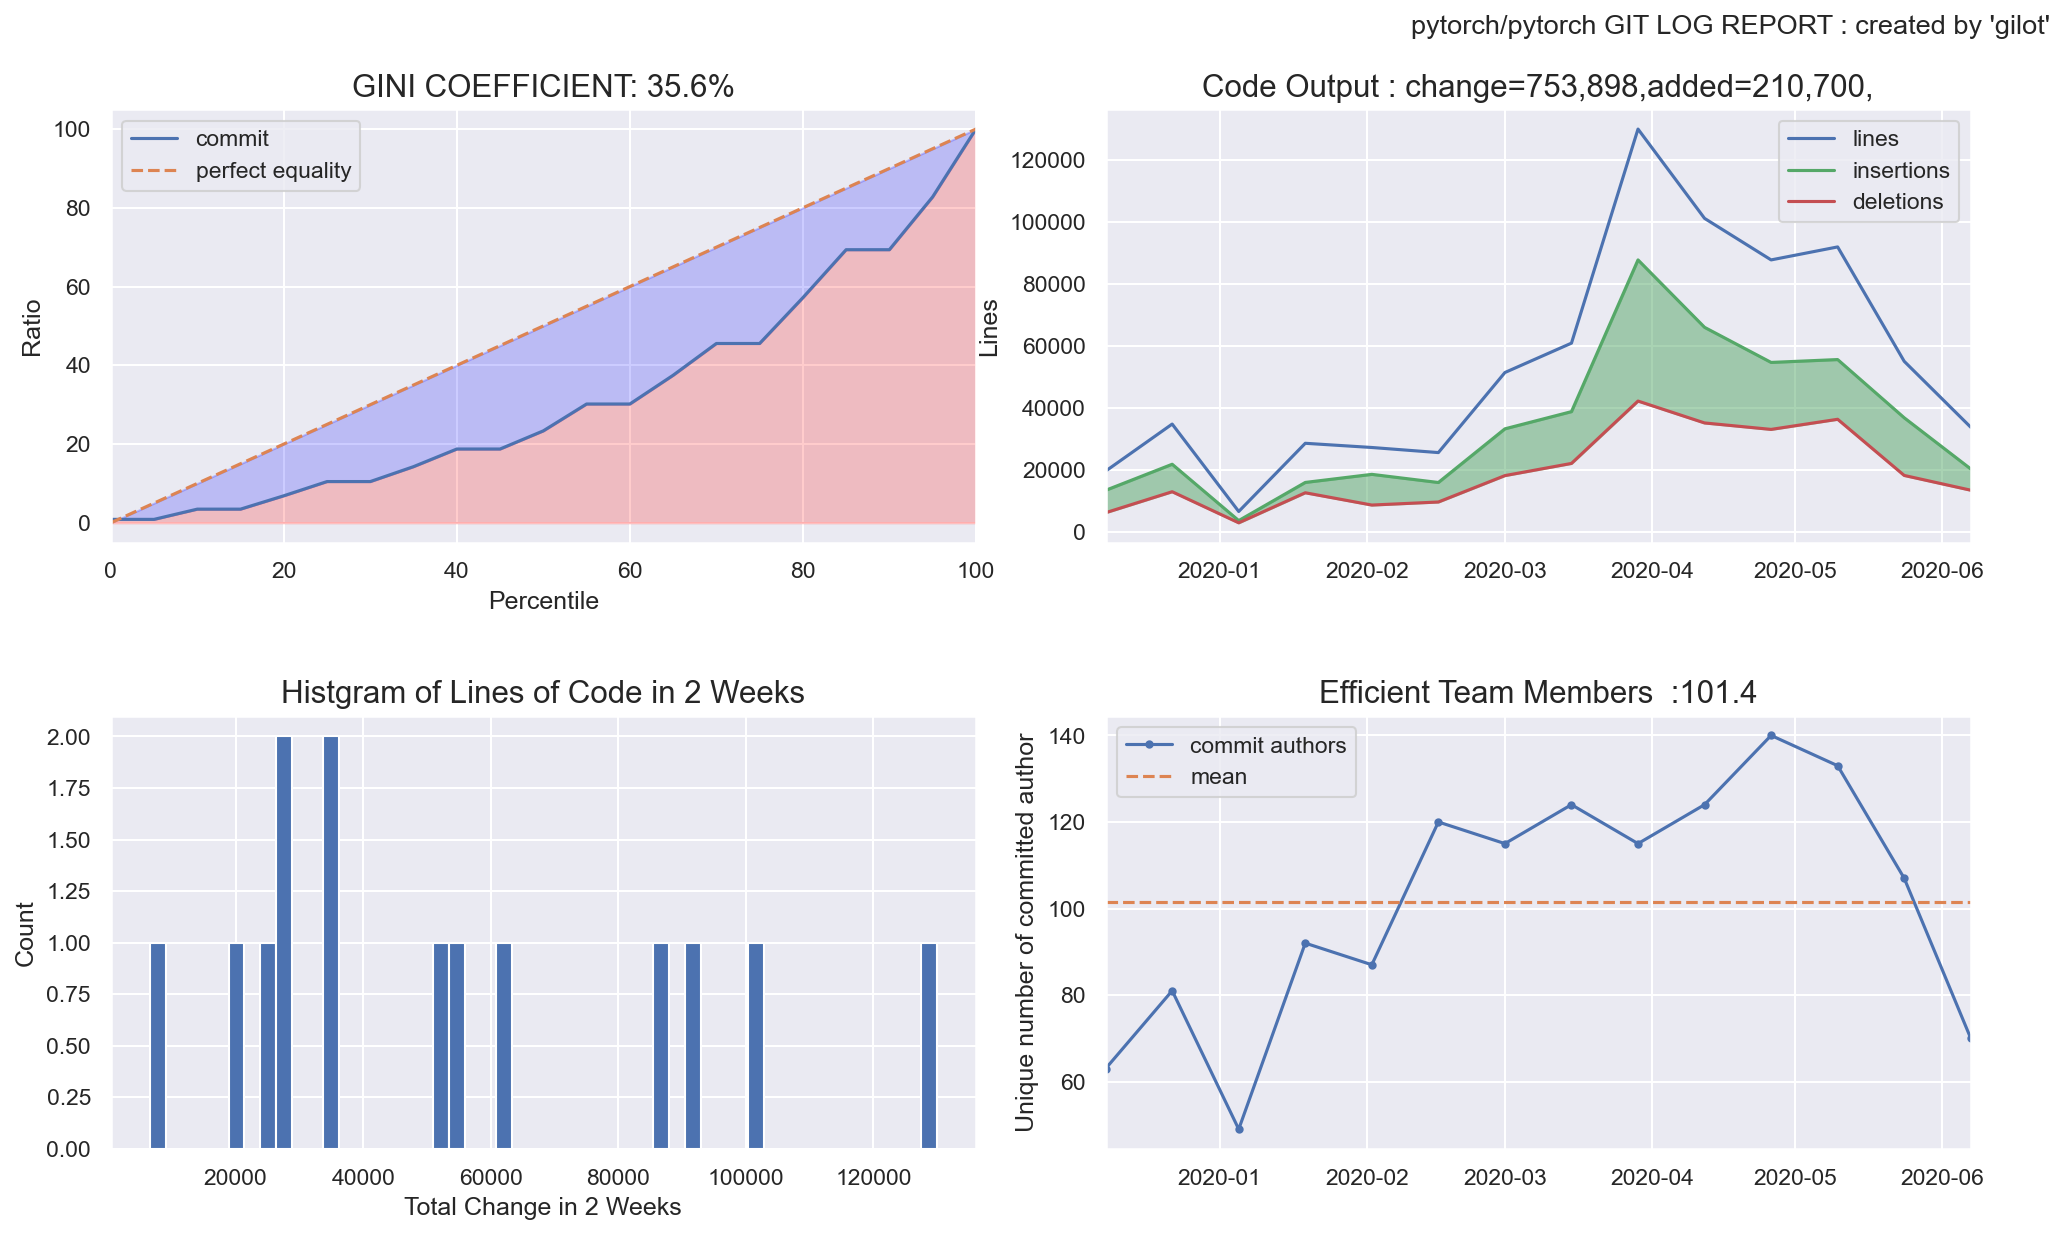 pytorch/pytorch GIT LOG REPORT : created by 'gilot'
GINI COEFFICIENT: 35.6%
commit
perfect equality
Ratio
100
80
60
40
20
0
0 20 40 60 80 100
Percentile
Code Output : change=753,898,added=210,700,
lines
insertions
deletions
Lines
120000
100000
80000
60000
40000
20000
0
2020-01 2020-02 2020-03 2020-04 2020-05 2020-06
Histgram of Lines of Code in 2 Weeks
Count
2.00
1.75
1.50
1.25
1.00
0.75
0.50
0.25
0.00
20000 40000 60000 80000 100000 120000
Total Change in 2 Weeks
Efficient Team Members  :101.4
commit authors
mean
Unique number of committed author
140
120
100
80
60
2020-01 2020-02 2020-03 2020-04 2020-05 2020-06